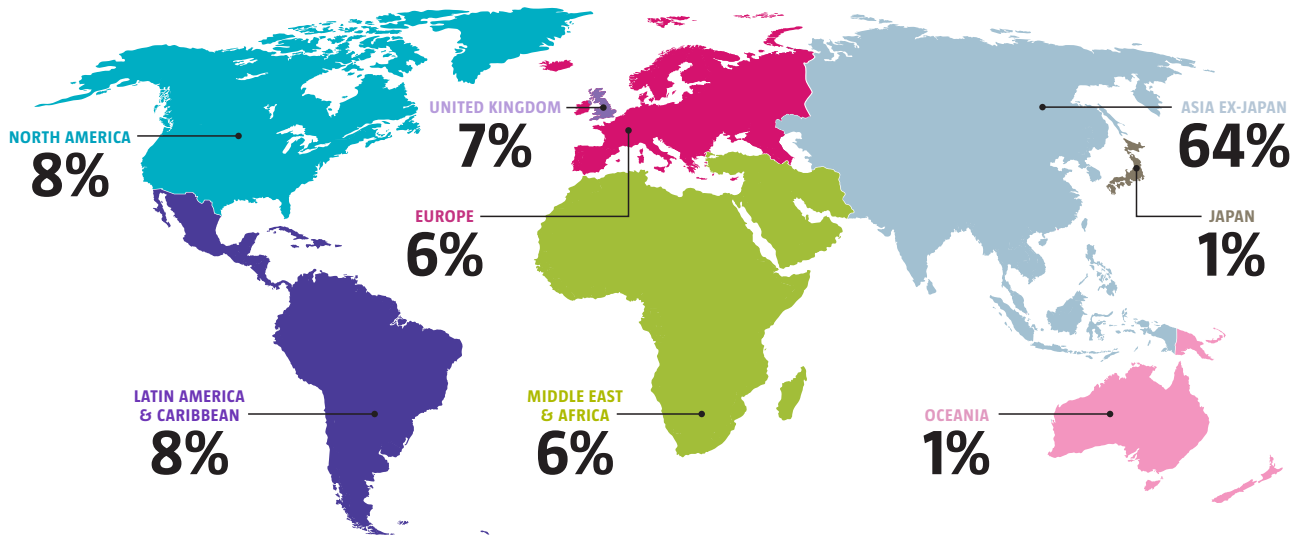 NORTH AMERICA
8%
UNITED KINGDOM
7%
EUROPE
6%
ASIA EX-JAPAN
64%
JAPAN
1%
LATIN AMERICA
& CARIBBEAN
8%
MIDDLE EAST
& AFRICA
6%
OCEANIA
1%